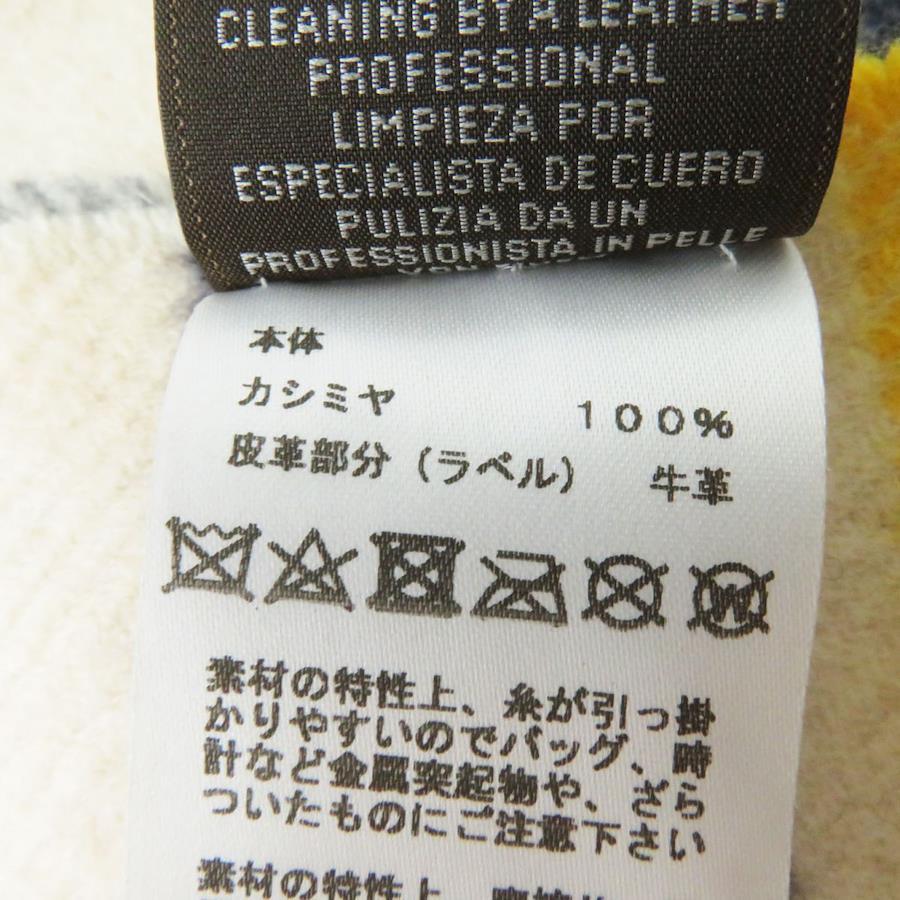 CLEANING BY A LEATHER
PROFESSIONAL
LIMPIEZA POR
ESPECIALISTA DE CUERO
PULIZIA DA UN
PROFESSIONISTA IN PELLE
本体
カシミヤ 100%
皮革部分（ラベル） 牛革
W
素材の特性上、糸が引っ掛
かりやすいのでバッグ、時
計など金属突起物や、ざら
ついたものにご注意下さい
素材の特性上、摩擦